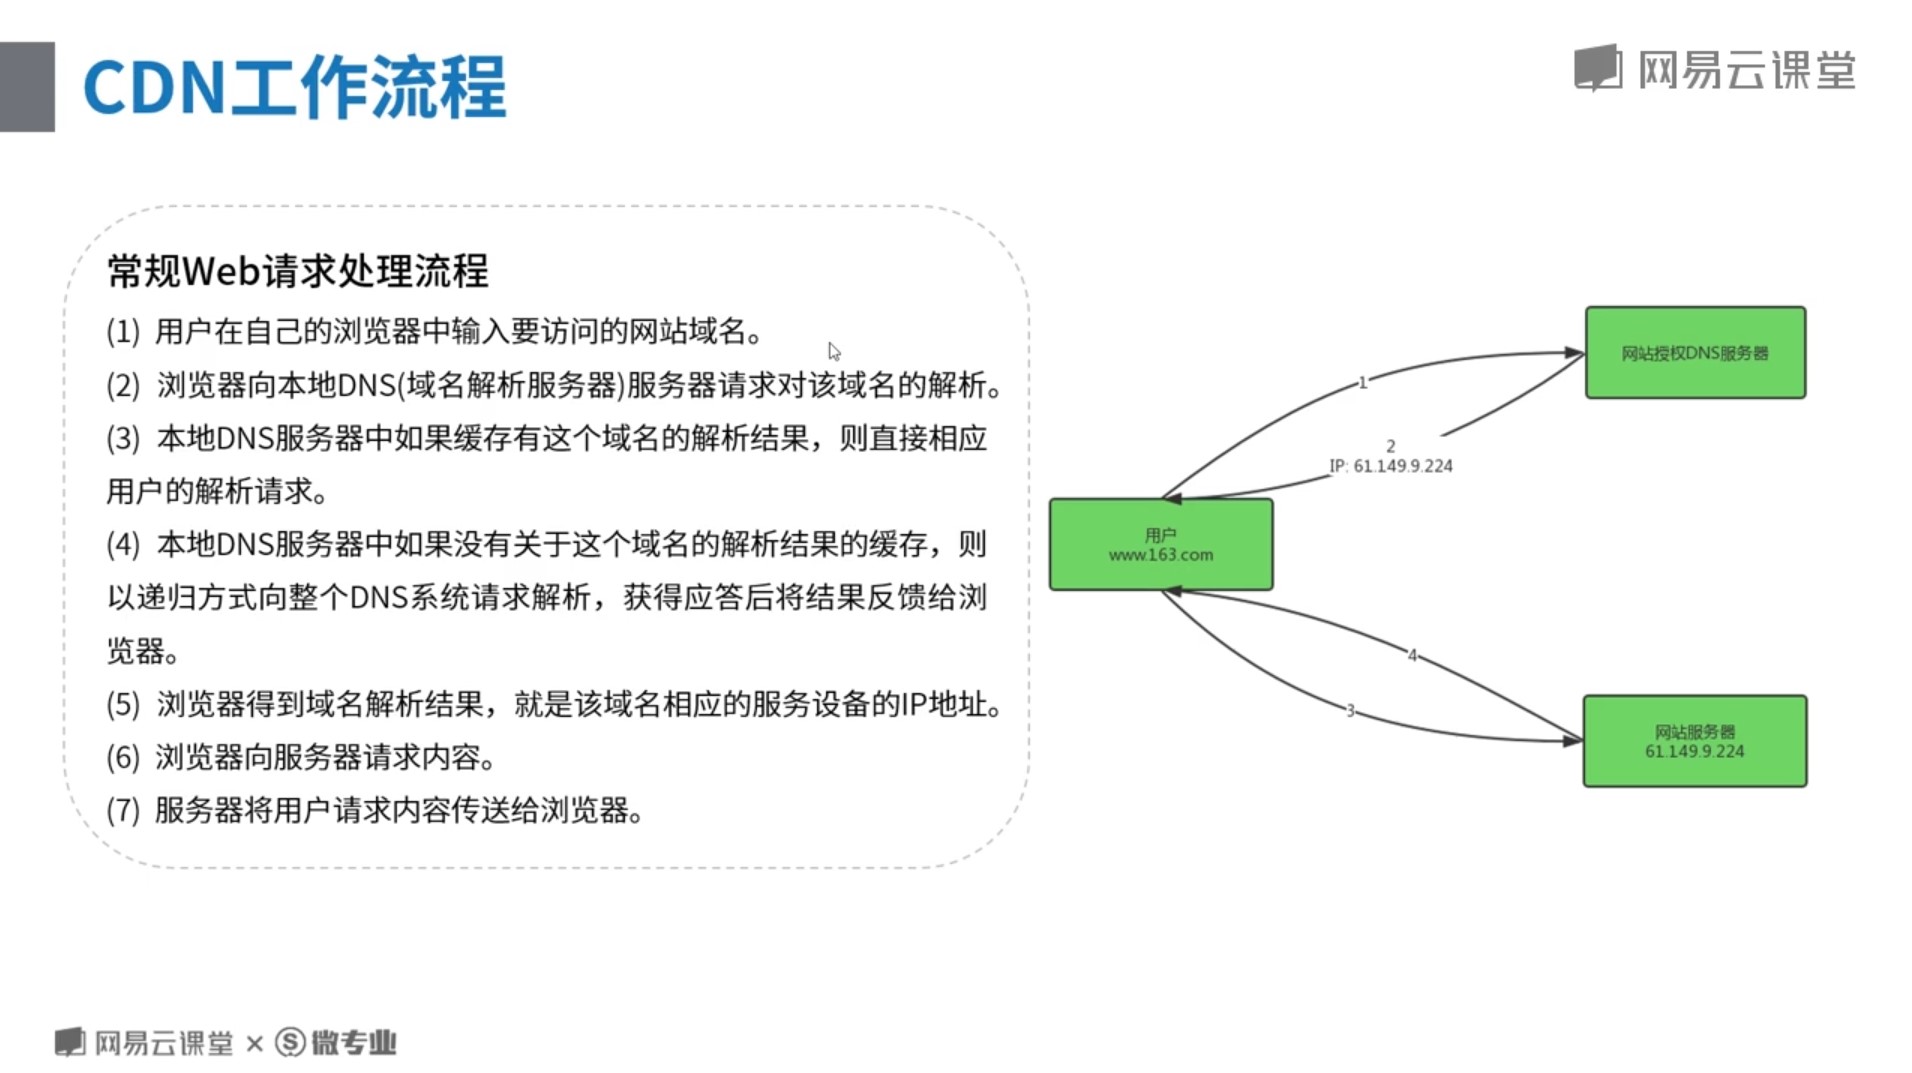 CDN工作流程
网易云课堂
常规Web请求处理流程
(1) 用户在自己的浏览器中输入要访问的网站域名。
(2) 浏览器向本地DNS(域名解析服务器)服务器请求对该域名的解析。
(3) 本地DNS服务器中如果缓存有这个域名的解析结果，则直接相应
用户的解析请求。
(4) 本地DNS服务器中如果没有关于这个域名的解析结果的缓存，则
以递归方式向整个DNS系统请求解析，获得应答后将结果反馈给浏
览器。
(5) 浏览器得到域名解析结果，就是该域名相应的服务设备的IP地址。
(6) 浏览器向服务器请求内容。
(7) 服务器将用户请求内容传送给浏览器。
网站授权DNS服务器
1
2
IP: 61.149.9.224
用户
www.163.com
4
3
网站服务器
61.149.9.224
网易云课堂 × S 微专业